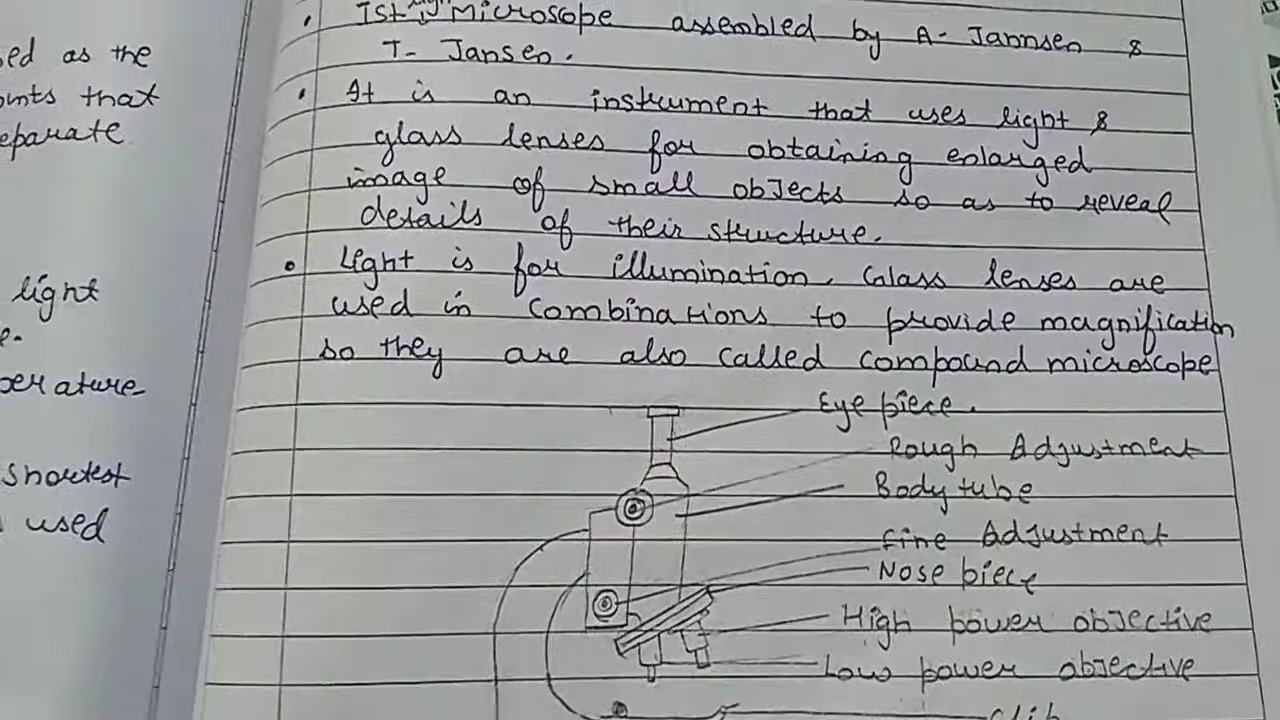 ed as the
oints that
eparate
light
e.
perature
shortest
used
• Ist Microscope assembled by A- Jannsen &
T- Jansen.
• It is an instrument that uses light &
glass lenses for obtaining enlarged
image of small objects so as to reveal
details of their structure.
• Light is for illumination. Glass lenses are
used in combinations to provide magnification
so they are also called compound microscope
Eye piece.
Rough Adjustment
Body tube
fine Adjustment
Nose piece
High power objective
Low power objective